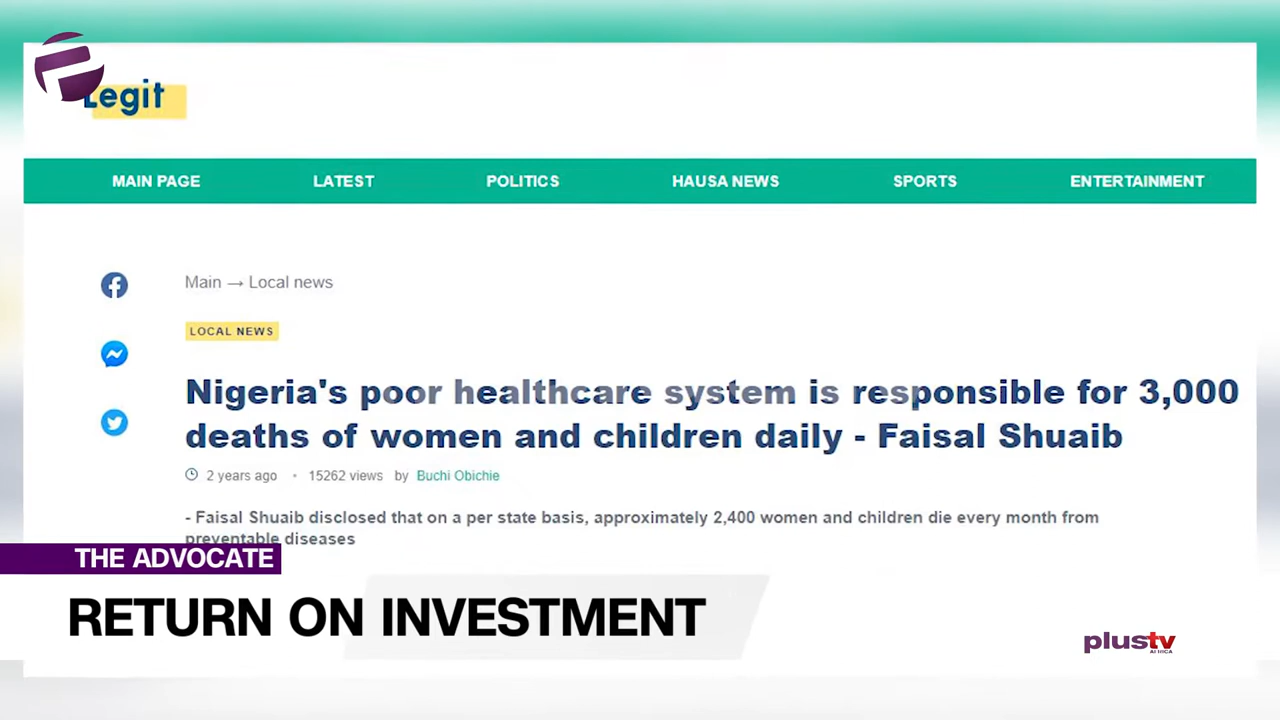 Legit
MAIN PAGE LATEST POLITICS HAUSA NEWS SPORTS ENTERTAINMENT
Main → Local news
LOCAL NEWS
Nigeria's poor healthcare system is responsible for 3,000
deaths of women and children daily - Faisal Shuaib
2 years ago • 15262 views by Buchi Obichie
- Faisal Shuaib disclosed that on a per state basis, approximately 2,400 women and children die every month from
preventable diseases
THE ADVOCATE
RETURN ON INVESTMENT
plustv
AFRICA